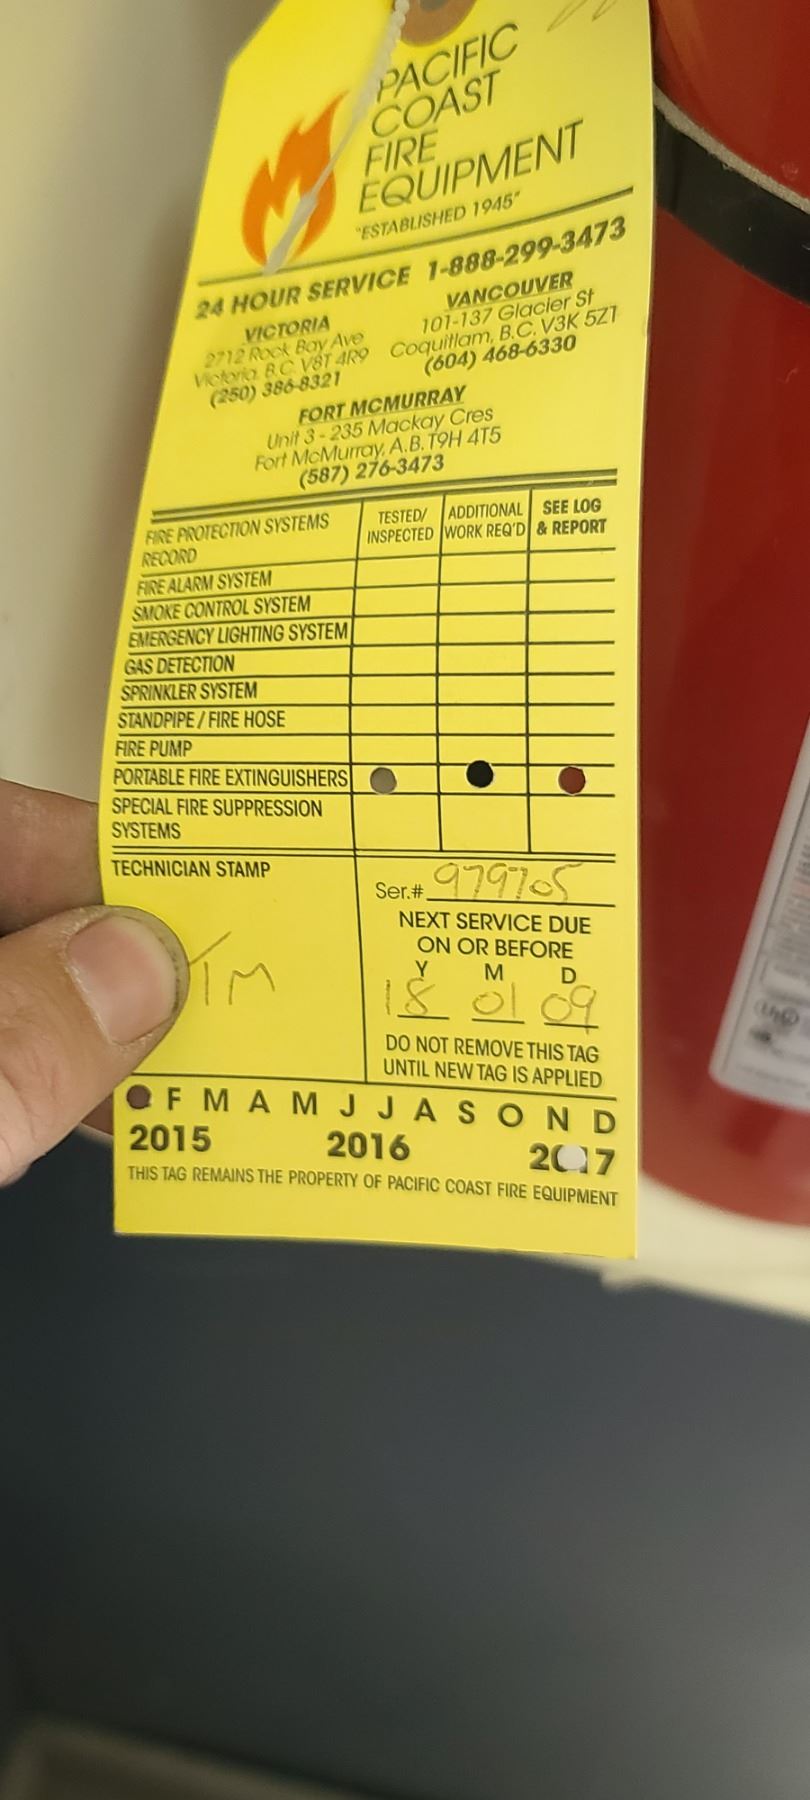 PACIFIC
COAST
FIRE
EQUIPMENT
"ESTABLISHED 1945"
24 HOUR SERVICE 1-888-299-3473
VICTORIA
2712 Rock Bay Ave
Victoria, B.C. V8T 4R9
(250) 386-8321
VANCOUVER
101-137 Glacier St
Coquitlam, B.C. V3K 5Z1
(604) 468-6330
FORT MCMURRAY
Unit 3 - 235 Mackay Cres
Fort McMurray, A.B. T9H 4T5
(587) 276-3473
FIRE PROTECTION SYSTEMS
RECORD
TESTED/
INSPECTED
ADDITIONAL
WORK REQ'D
SEE LOG
& REPORT
FIRE ALARM SYSTEM
SMOKE CONTROL SYSTEM
EMERGENCY LIGHTING SYSTEM
GAS DETECTION
SPRINKLER SYSTEM
STANDPIPE / FIRE HOSE
FIRE PUMP
PORTABLE FIRE EXTINGUISHERS
SPECIAL FIRE SUPPRESSION
SYSTEMS
TECHNICIAN STAMP
Ser.# 979705
NEXT SERVICE DUE
ON OR BEFORE
Y M D
18 01 09
DO NOT REMOVE THIS TAG
UNTIL NEW TAG IS APPLIED
F M A M J J A S O N D
2015 2016 2017
THIS TAG REMAINS THE PROPERTY OF PACIFIC COAST FIRE EQUIPMENT